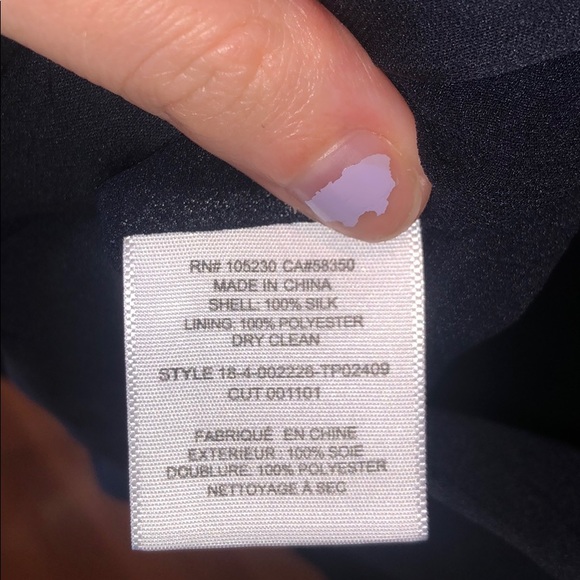 RN# 105230 CA#58350
MADE IN CHINA
SHELL: 100% SILK
LINING: 100% POLYESTER
DRY CLEAN
STYLE 18-4-002226-TP02409
CUT 001101
FABRIQUÉ EN CHINE
EXTERIEUR: 100% SOIE
DOUBLURE: 100% POLYESTER
NETTOYAGE À SEC